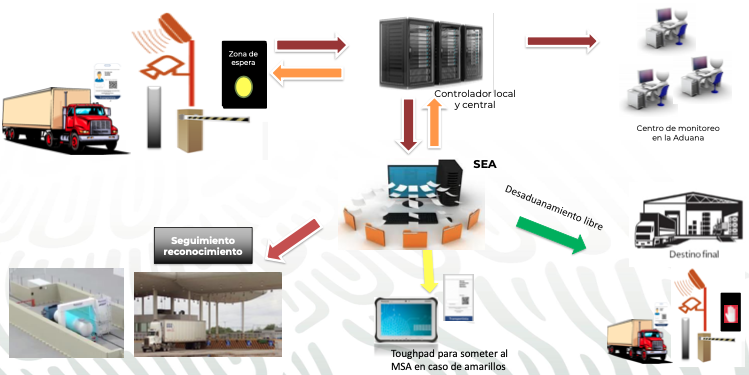 Zona de
espera
Controlador local
y central
Centro de monitoreo
en la Aduana
SEA
Desaduanamiento libre
Destino final
Seguimiento
reconocimiento
Toughpad para someter al
MSA en caso de amarillos